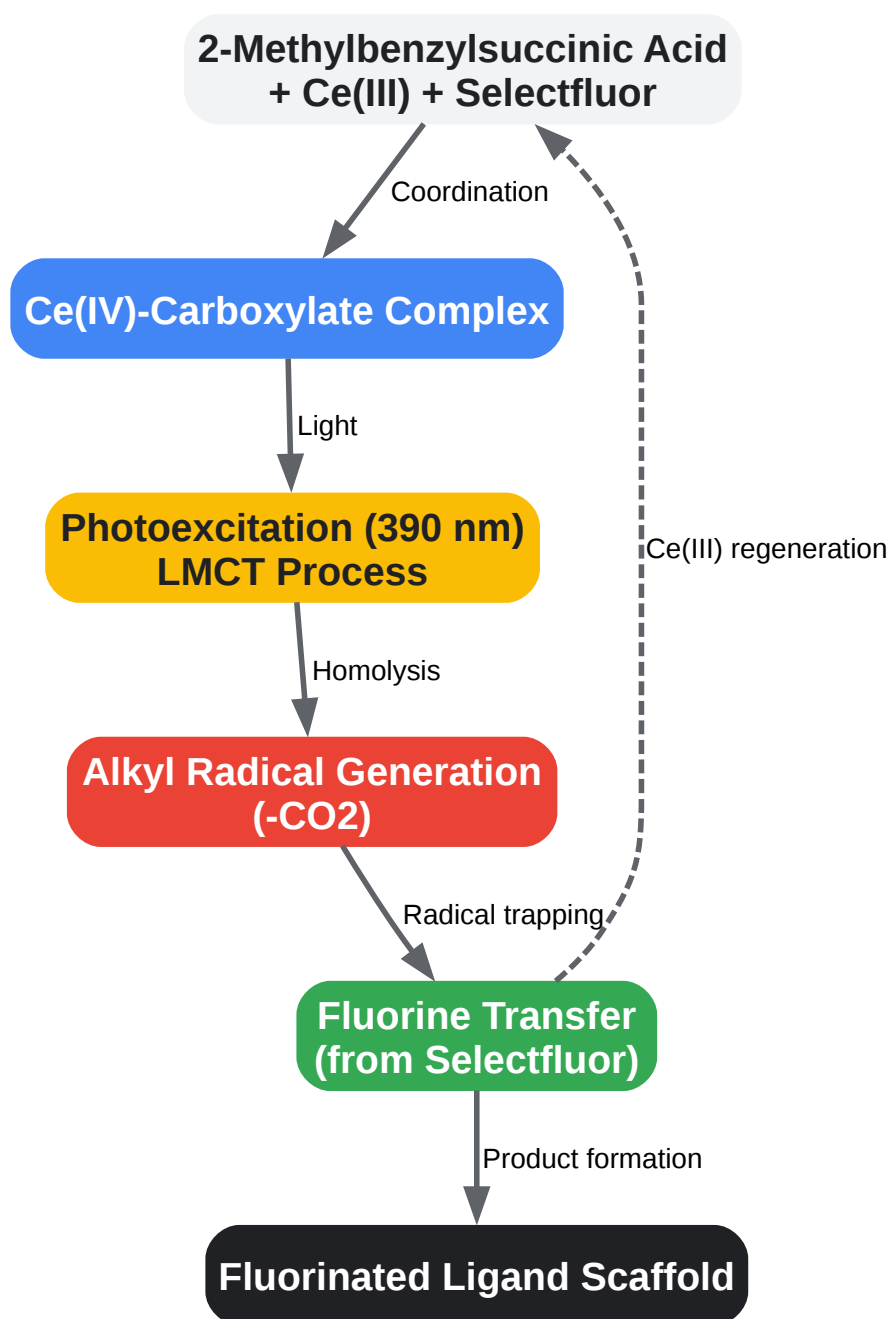 2-Methylbenzylsuccinic Acid
+ Ce(III) + Selectfluor
Coordination
Ce(IV)-Carboxylate Complex
Light
Photoexcitation (390 nm)
LMCT Process
Ce(III) regeneration
Homolysis
Alkyl Radical Generation
(-CO2)
Radical trapping
Fluorine Transfer
(from Selectfluor)
Product formation
Fluorinated Ligand Scaffold